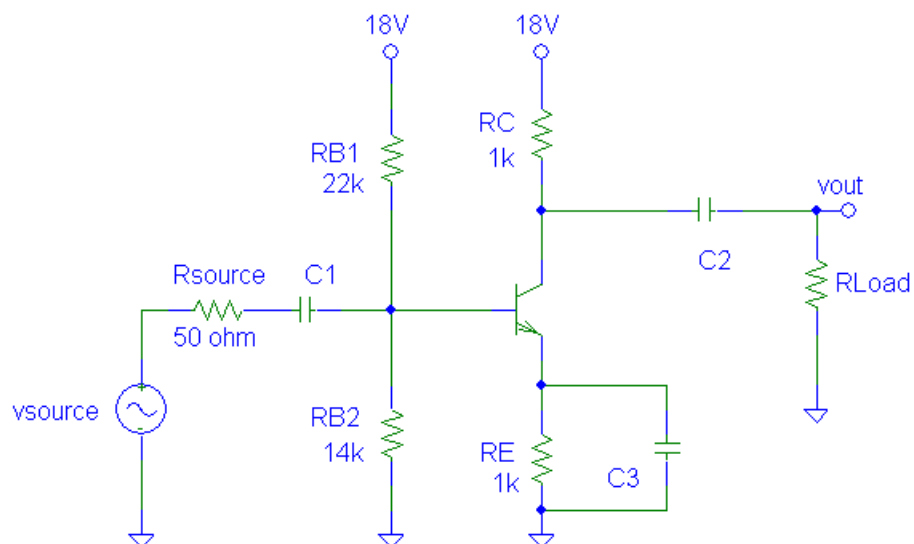 18V
18V
RB1
22k
RC
1k
vout
Rsource
50 ohm
C1
C2
RLoad
vsource
RB2
14k
RE
1k
C3